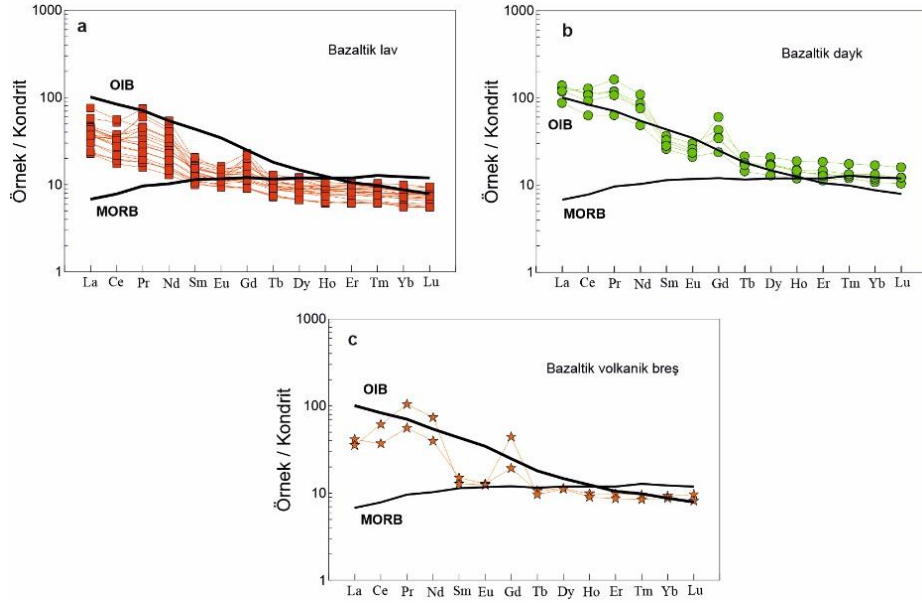 1000
a
Bazaltik lav
OIB
100
10
MORB
1
Örnek / Kondrit
La Ce Pr Nd Sm Eu Gd Tb Dy Ho Er Tm Yb Lu
1000
b
Bazaltik dayk
100
OIB
10
MORB
1
Örnek / Kondrit
La Ce Pr Nd Sm Eu Gd Tb Dy Ho Er Tm Yb Lu
1000
c
Bazaltik volkanik breş
OIB
100
10
MORB
1
Örnek / Kondrit
La Ce Pr Nd Sm Eu Gd Tb Dy Ho Er Tm Yb Lu